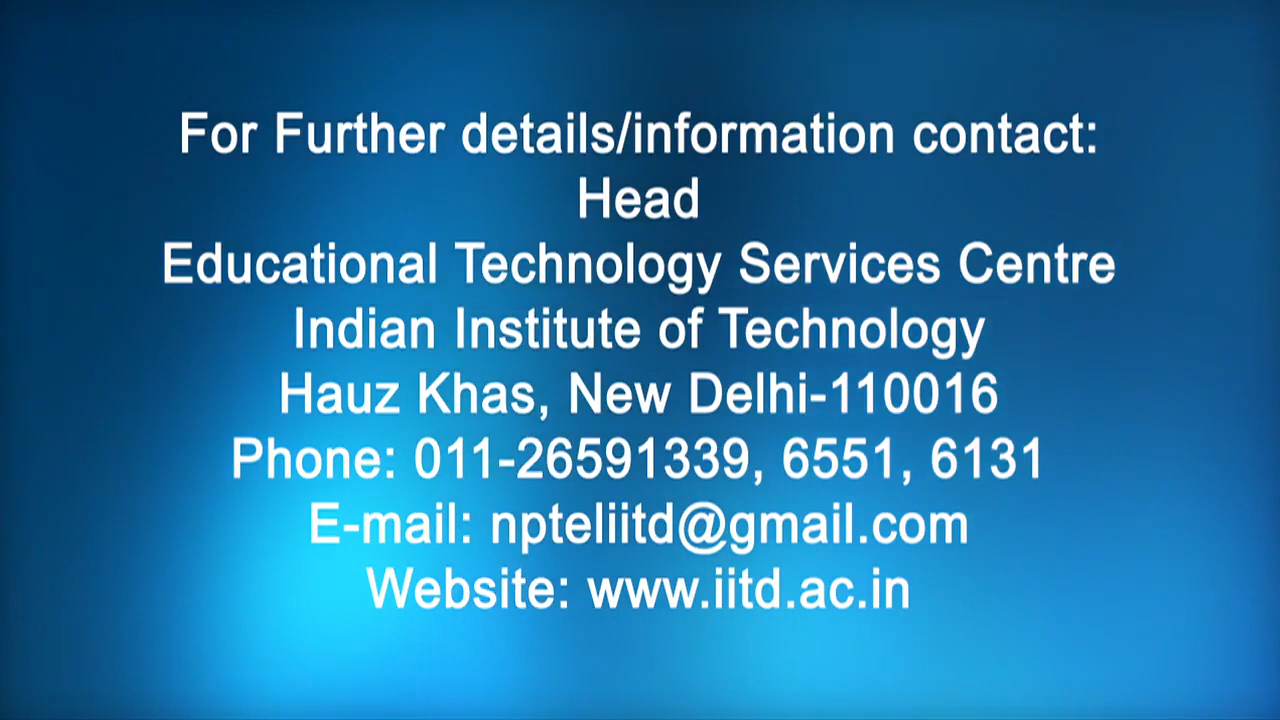 For Further details/information contact:
Head
Educational Technology Services Centre
Indian Institute of Technology
Hauz Khas, New Delhi-110016
Phone: 011-26591339, 6551, 6131
E-mail: npteliitd@gmail.com
Website: www.iitd.ac.in